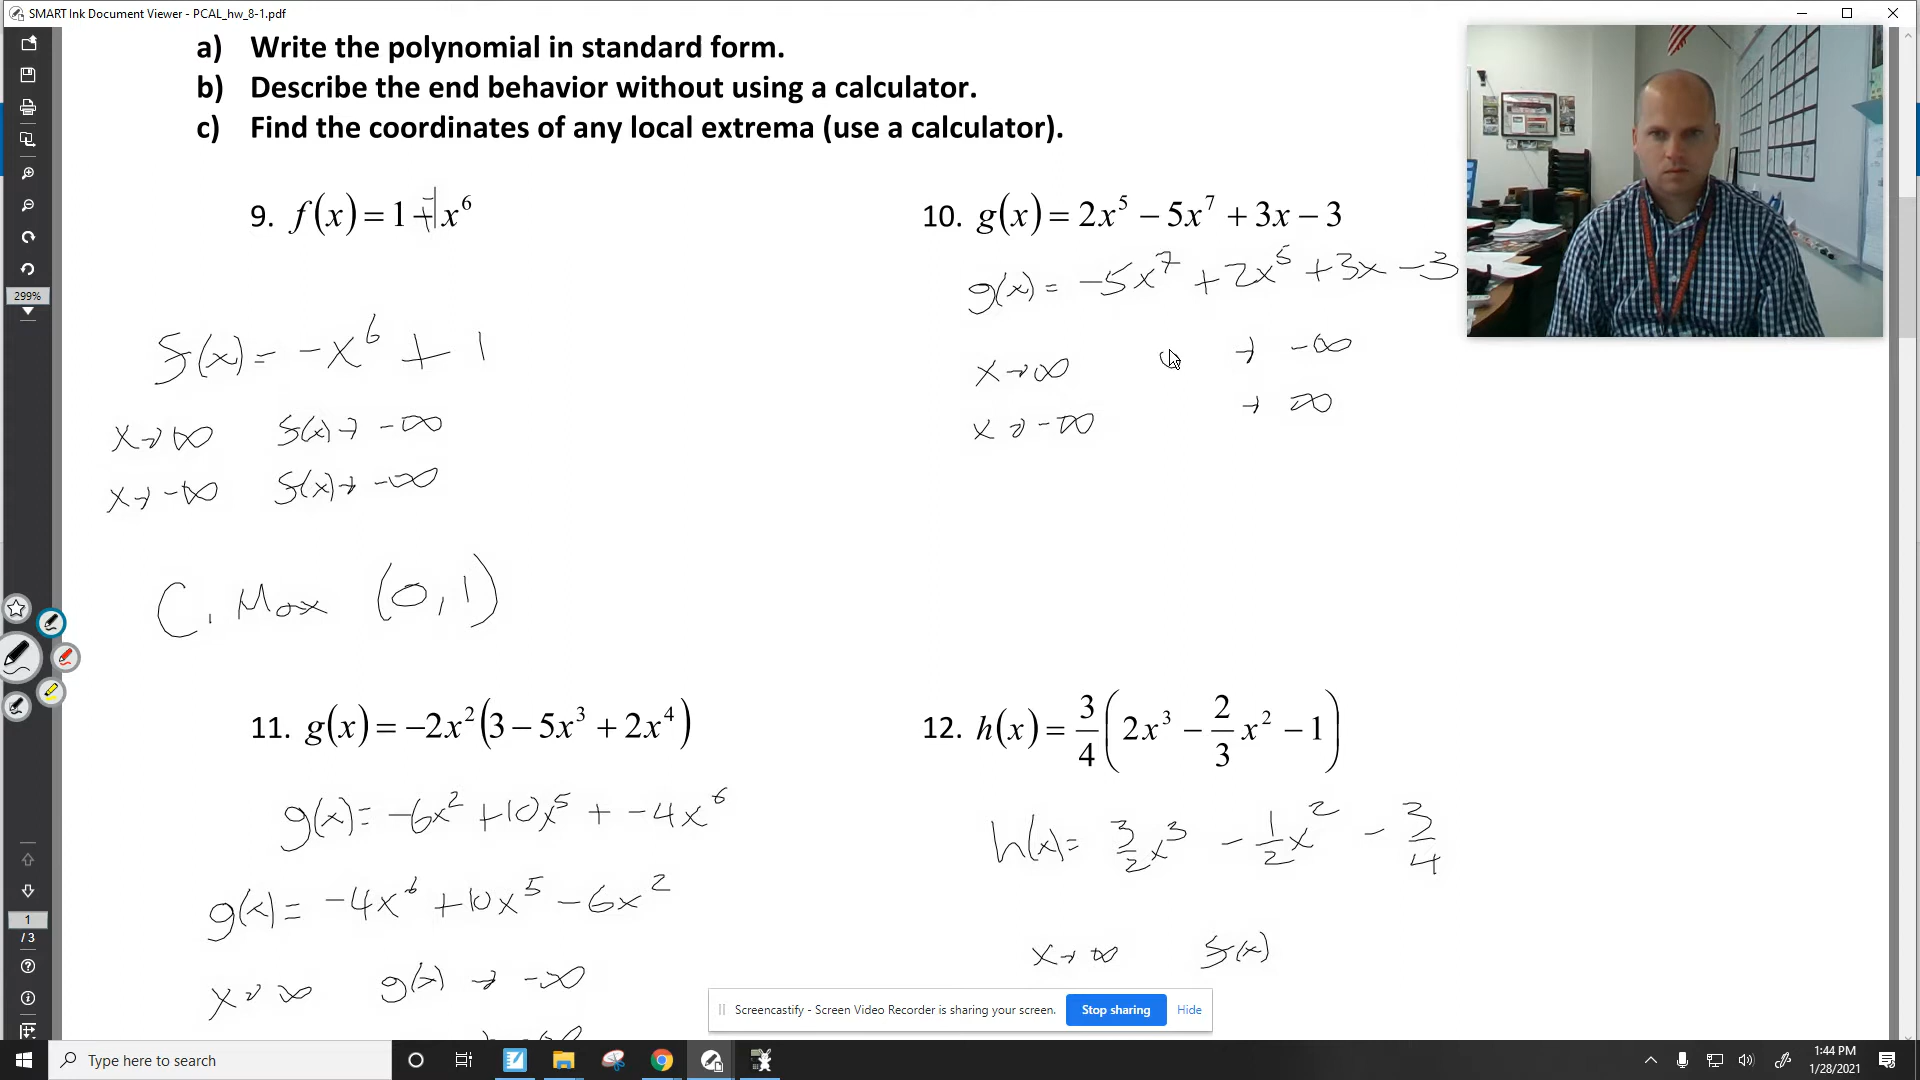 SMART Ink Document Viewer - PCAL_hw_8-1.pdf
a) Write the polynomial in standard form.
b) Describe the end behavior without using a calculator.
c) Find the coordinates of any local extrema (use a calculator).
9. f(x) = 1 + -x⁶
f(x) = -x⁶ + 1
x→∞ f(x)→ -∞
x→-∞ f(x)→ -∞
C. Max (0,1)
10. g(x) = 2x⁵ − 5x⁷ + 3x − 3
g(x) = -5x⁷ + 2x⁵ + 3x - 3
x→∞ → -∞
x→-∞ → ∞
11. g(x) = −2x²(3 − 5x³ + 2x⁴)
g(x) = -6x² + 10x⁵ + -4x⁶
g(x) = -4x⁶ + 10x⁵ - 6x²
x→∞ g(x) → -∞
12. h(x) = 3/4(2x³ − 2/3x² − 1)
h(x) = 3/2x³ - 1/2x² - 3/4
x→∞ f(x)
299%
1
/ 3
Screencastify - Screen Video Recorder is sharing your screen. Stop sharing Hide
Type here to search
1:44 PM
1/28/2021